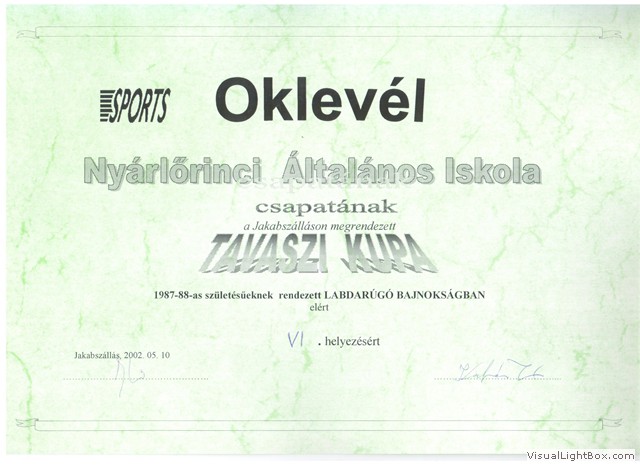 SPORTS
Oklevél
Nyárlőrinci Általános Iskola
csapatának
a Jakabszálláson megrendezett
TAVASZI KUPA
1987-88-as születésüeknek rendezett LABDARÚGÓ BAJNOKSÁGBAN
elért
VI . helyezésért
Jakabszállás, 2002. 05. 10
VisualLightBox.com